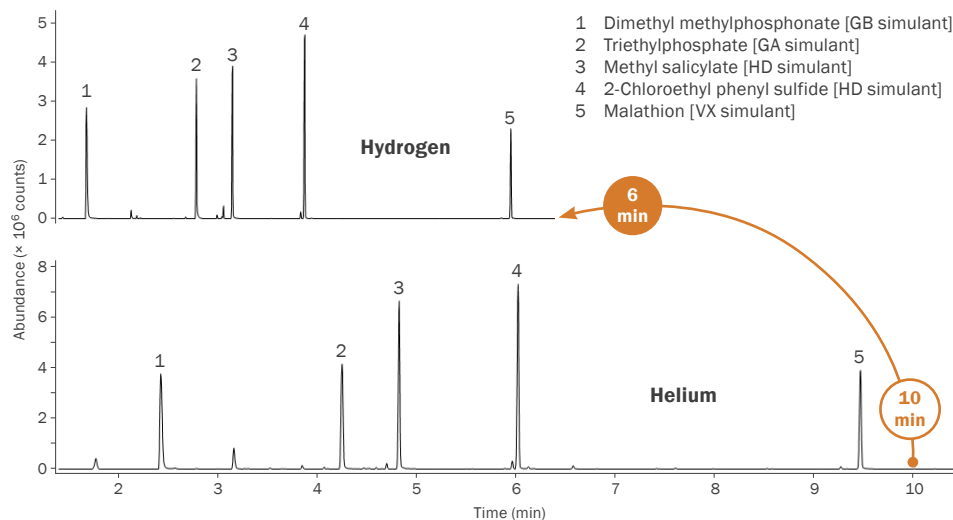 1 Dimethyl methylphosphonate [GB simulant]
2 Triethylphosphate [GA simulant]
3 Methyl salicylate [HD simulant]
4 2-Chloroethyl phenyl sulfide [HD simulant]
5 Malathion [VX simulant]
Abundance (× 10⁶ counts)
5
4
3
2
1
0
1
2
3
4
5
Hydrogen
6
min
8
6
4
2
0
1
2
3
4
5
Helium
10
min
2 3 4 5 6 7 8 9 10
Time (min)